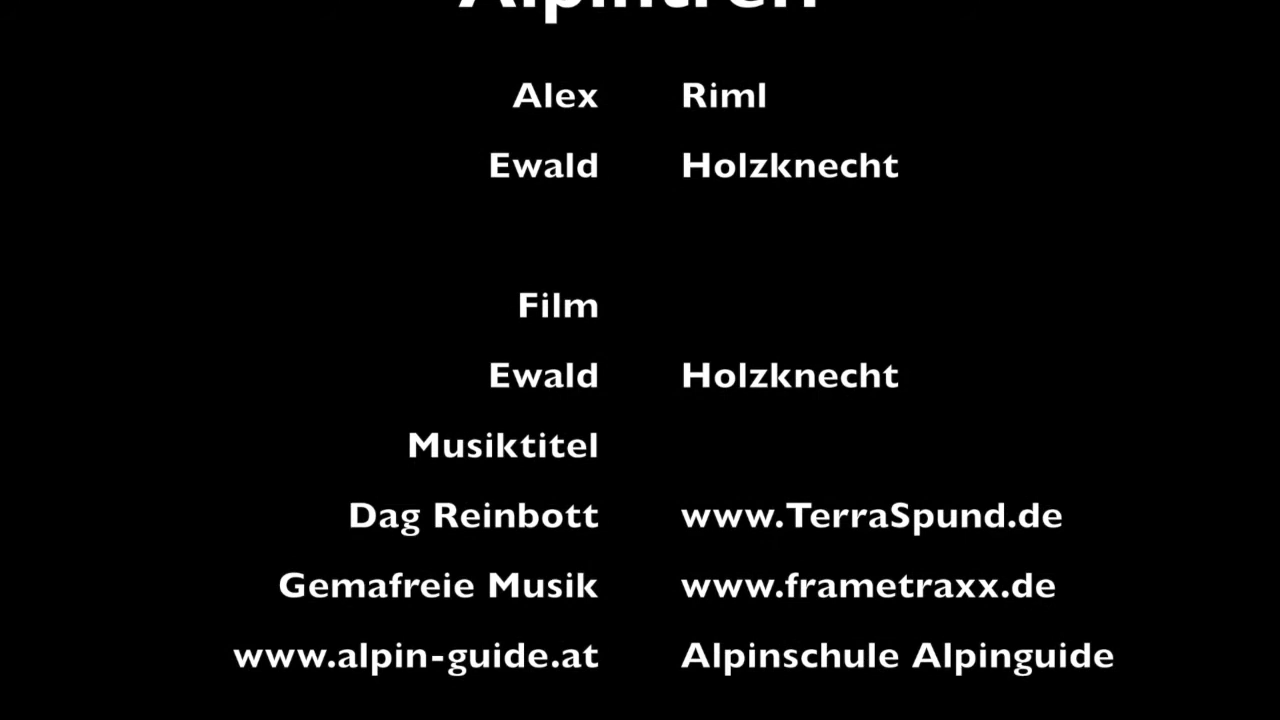 Alpintreff
Alex Riml
Ewald Holzknecht
Film
Ewald Holzknecht
Musiktitel
Dag Reinbott www.TerraSpund.de
Gemafreie Musik www.frametraxx.de
www.alpin-guide.at Alpinschule Alpinguide